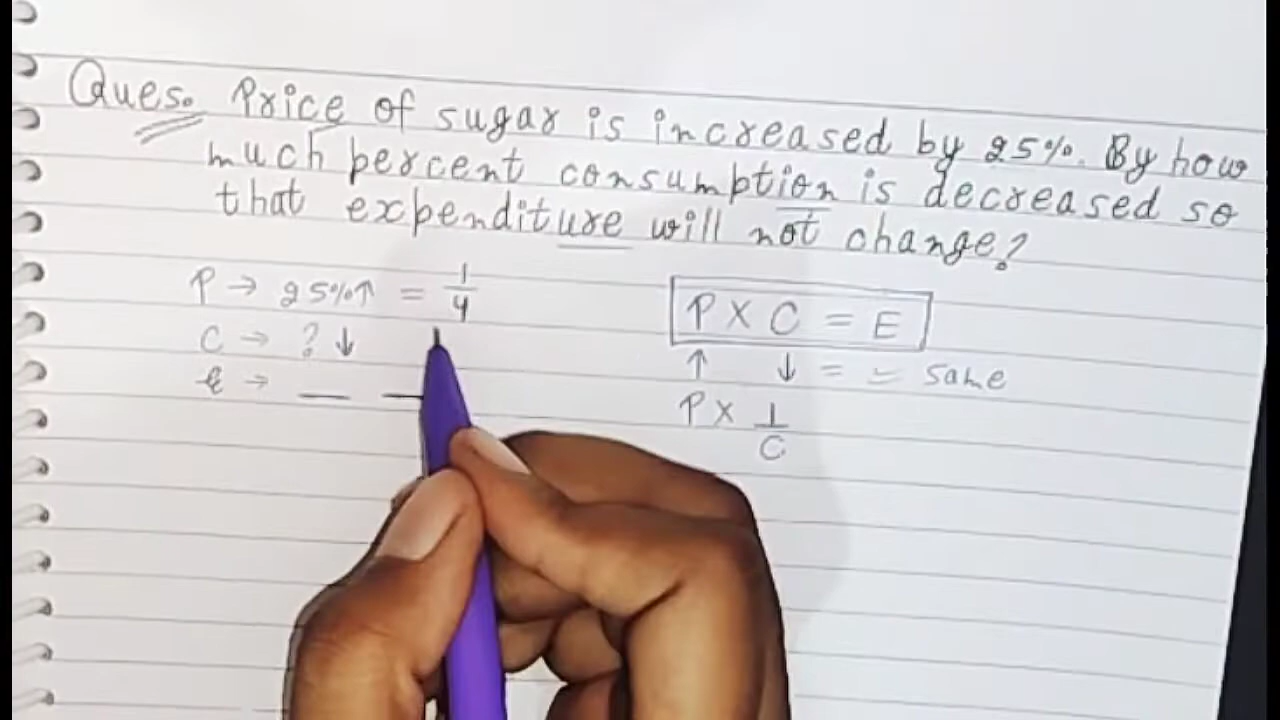 Ques. Price of sugar is increased by 25%. By how
much percent consumption is decreased so
that expenditure will not change?
P → 25%↑ = 1/4
C → ? ↓
E → — —
P X C = E
↑ ↓ = = same
P X 1/C